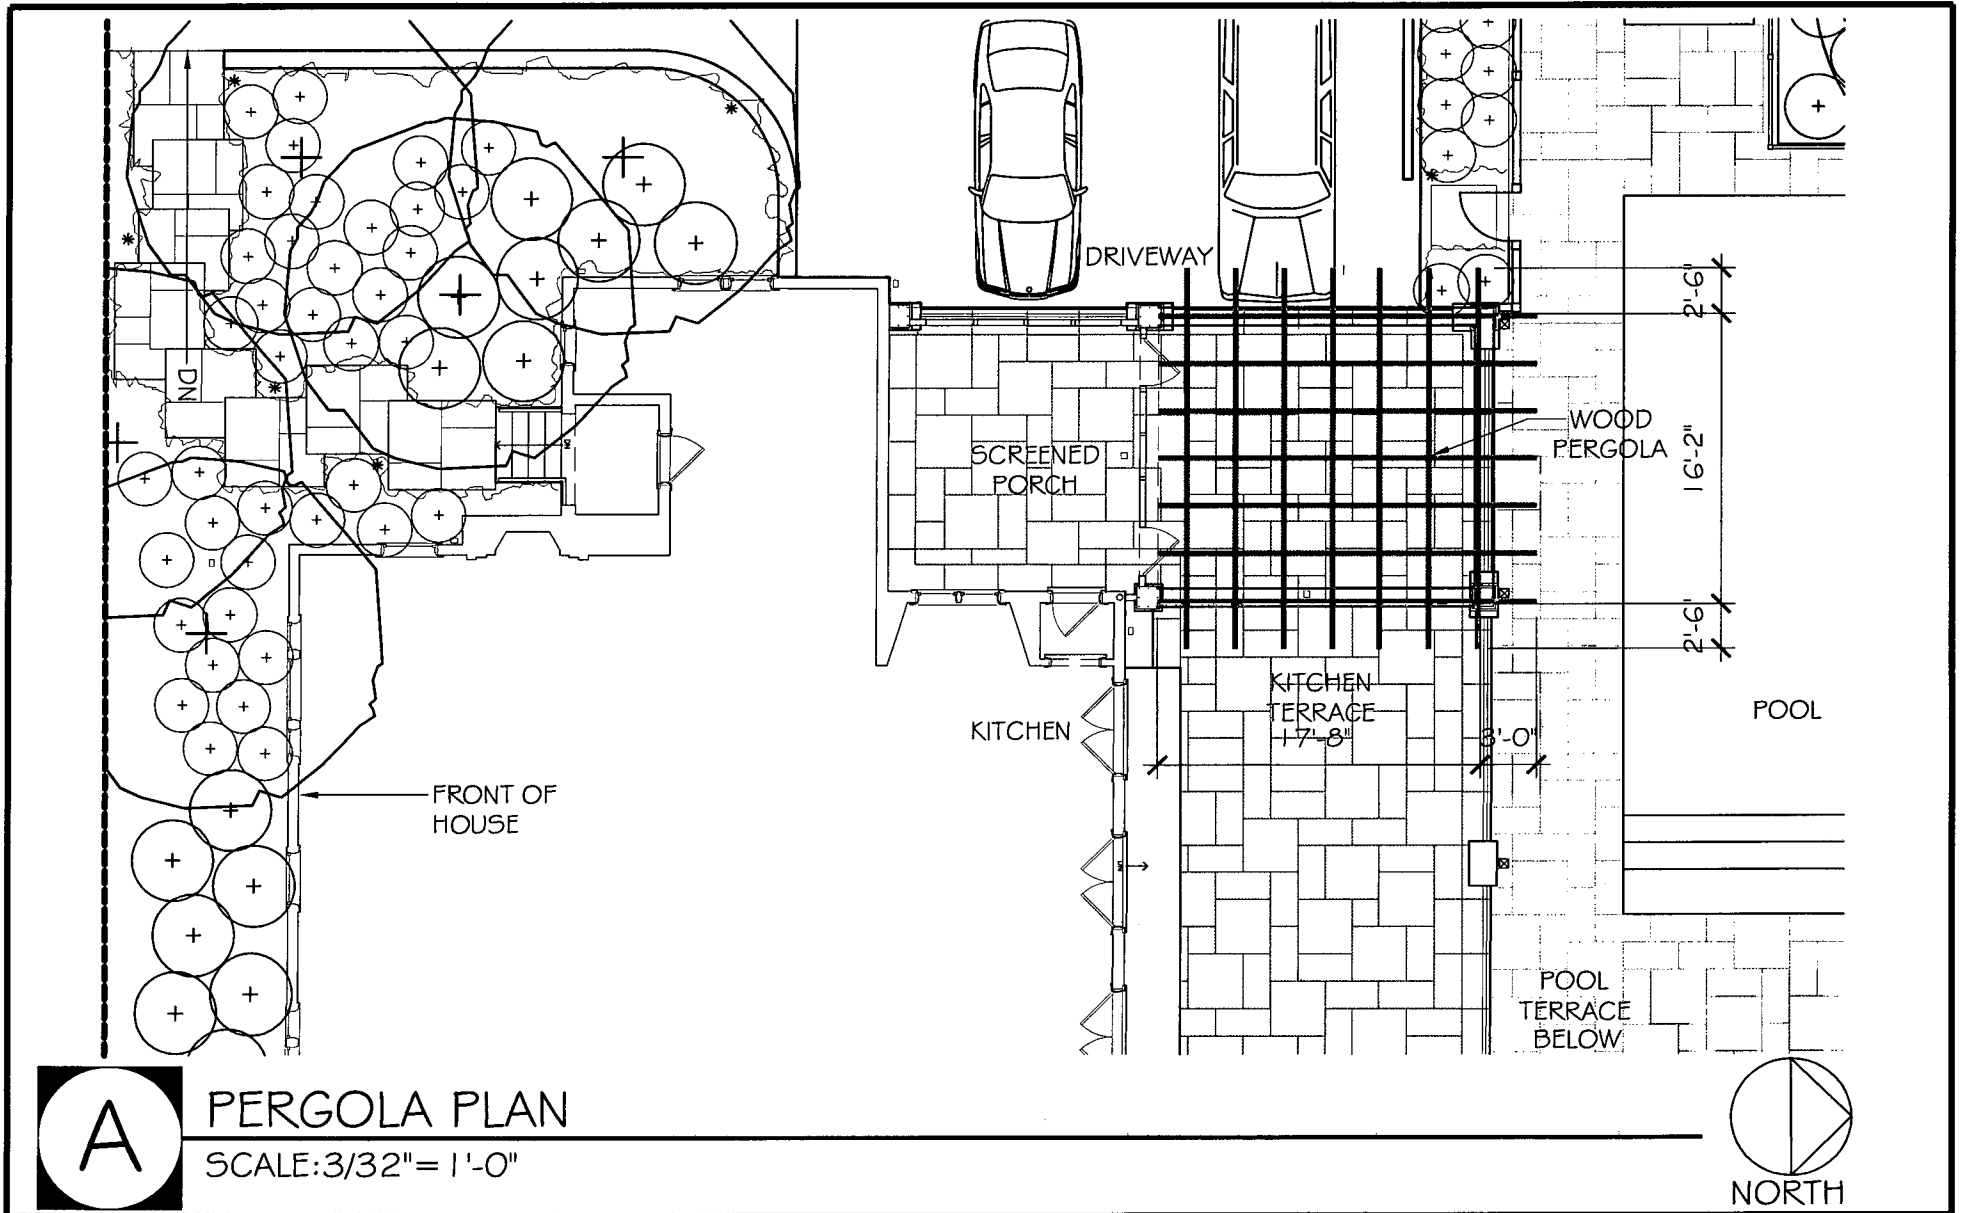 DRIVEWAY
2'-6"
WOOD
PERGOLA
16'-2"
DN
SCREENED
PORCH
DN
2'-6"
KITCHEN
TERRACE
17'-8"
3'-0"
KITCHEN
POOL
FRONT OF
HOUSE
POOL
TERRACE
BELOW
A
PERGOLA PLAN
SCALE:3/32"= 1'-0"
NORTH